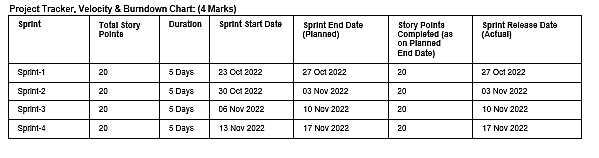 Project Tracker, Velocity & Burndown Chart: (4 Marks)
Sprint Total Story Points Duration Sprint Start Date Sprint End Date (Planned) Story Points Completed (as on Planned End Date) Sprint Release Date (Actual)
Sprint-1 20 5 Days 23 Oct 2022 27 Oct 2022 20 27 Oct 2022
Sprint-2 20 5 Days 30 Oct 2022 03 Nov 2022 20 03 Nov 2022
Sprint-3 20 5 Days 06 Nov 2022 10 Nov 2022 20 10 Nov 2022
Sprint-4 20 5 Days 13 Nov 2022 17 Nov 2022 20 17 Nov 2022